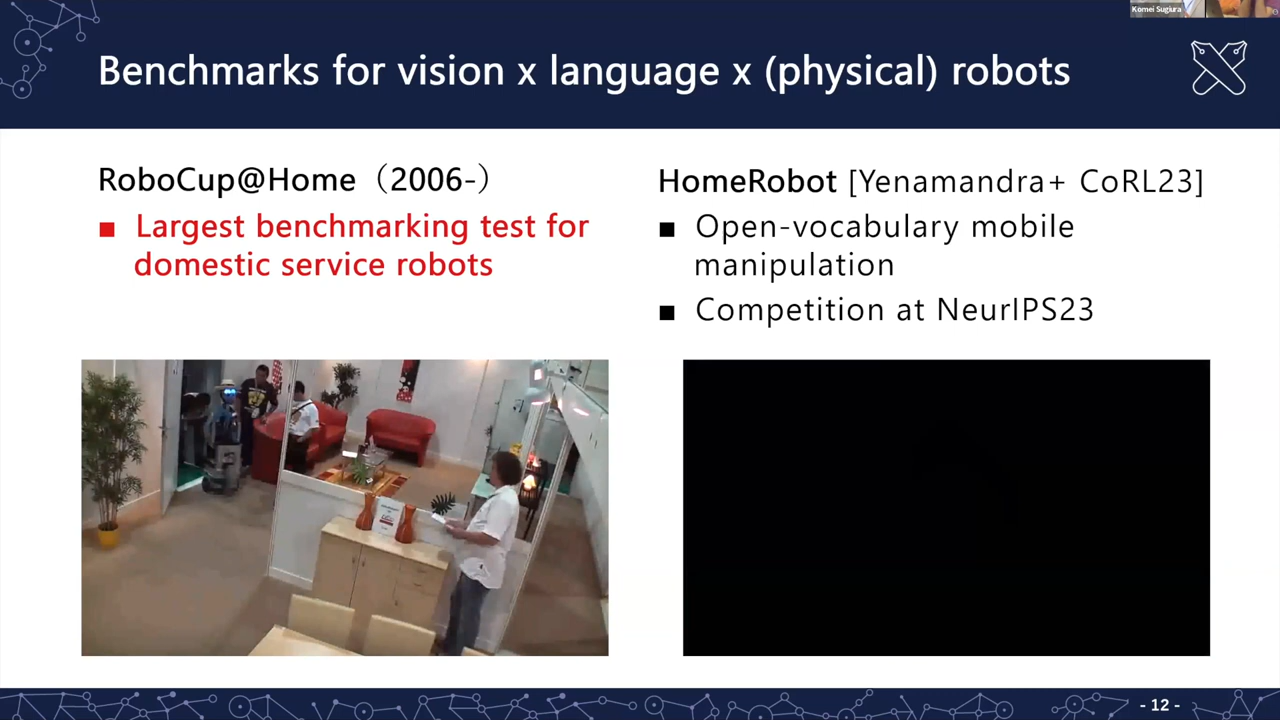 Komei Sugiura
Benchmarks for vision x language x (physical) robots
RoboCup@Home（2006-）
■ Largest benchmarking test for
domestic service robots
HomeRobot [Yenamandra+ CoRL23]
■ Open-vocabulary mobile
manipulation
■ Competition at NeurIPS23
- 12 -